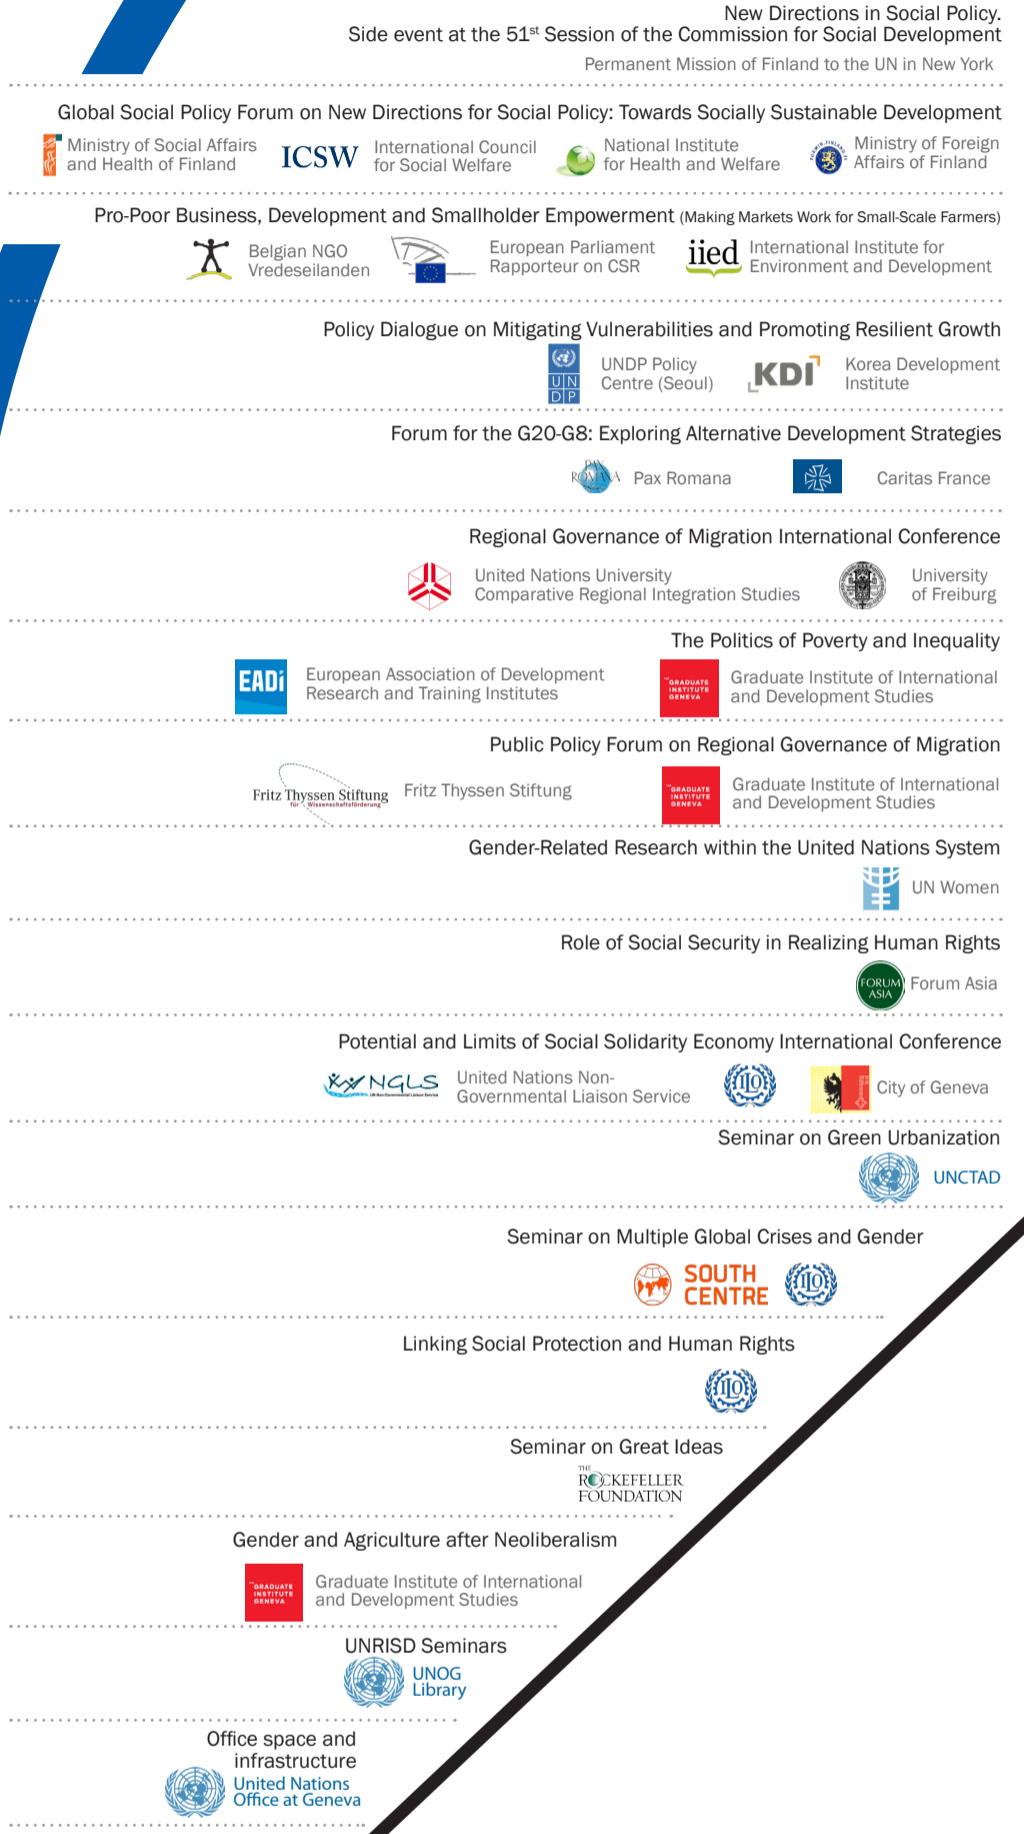 New Directions in Social Policy.
Side event at the 51st Session of the Commission for Social Development
Permanent Mission of Finland to the UN in New York
Global Social Policy Forum on New Directions for Social Policy: Towards Socially Sustainable Development
Ministry of Social Affairs
and Health of Finland
ICSW
International Council
for Social Welfare
National Institute
for Health and Welfare
Ministry of Foreign
Affairs of Finland
Pro-Poor Business, Development and Smallholder Empowerment (Making Markets Work for Small-Scale Farmers)
Belgian NGO
Vredeseilanden
European Parliament
Rapporteur on CSR
iied
International Institute for
Environment and Development
Policy Dialogue on Mitigating Vulnerabilities and Promoting Resilient Growth
UN
DP
UNDP Policy
Centre (Seoul)
KDI
Korea Development
Institute
Forum for the G20-G8: Exploring Alternative Development Strategies
PAX
ROMANA
Pax Romana
Caritas France
Regional Governance of Migration International Conference
United Nations University
Comparative Regional Integration Studies
University
of Freiburg
The Politics of Poverty and Inequality
EADi
European Association of Development
Research and Training Institutes
THE GRADUATE
INSTITUTE
GENEVA
Graduate Institute of International
and Development Studies
Public Policy Forum on Regional Governance of Migration
Fritz Thyssen Stiftung
für Wissenschaftsförderung
Fritz Thyssen Stiftung
THE GRADUATE
INSTITUTE
GENEVA
Graduate Institute of International
and Development Studies
Gender-Related Research within the United Nations System
UN Women
Role of Social Security in Realizing Human Rights
FORUM
ASIA
Forum Asia
Potential and Limits of Social Solidarity Economy International Conference
NGLS
UN Non-Governmental Liaison Service
United Nations Non-
Governmental Liaison Service
ILO
City of Geneva
Seminar on Green Urbanization
UNCTAD
Seminar on Multiple Global Crises and Gender
SOUTH
CENTRE
ILO
Linking Social Protection and Human Rights
ILO
Seminar on Great Ideas
THE
ROCKEFELLER
FOUNDATION
Gender and Agriculture after Neoliberalism
THE GRADUATE
INSTITUTE
GENEVA
Graduate Institute of International
and Development Studies
UNRISD Seminars
UNOG
Library
Office space and
infrastructure
United Nations
Office at Geneva